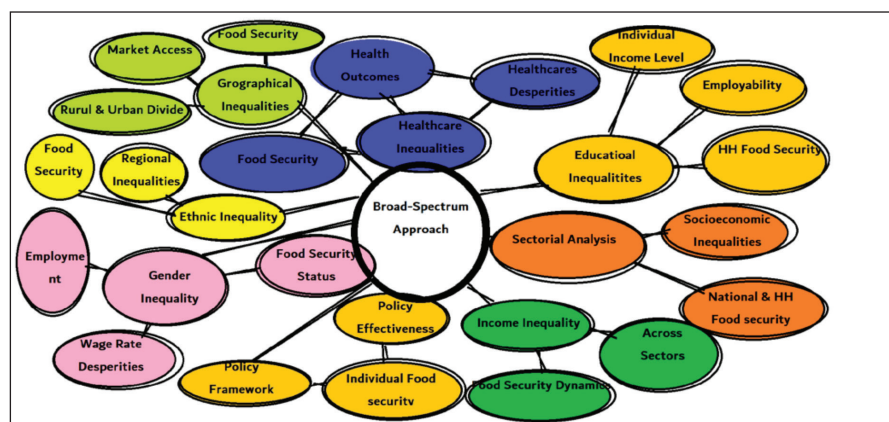 Food Security
Market Access
Grographical
Inequalities
Rurul & Urban Divide
Health
Outcomes
Healthcares
Desperities
Healthcare
Inequalities
Food Security
Individual
Income Level
Employability
HH Food Security
Educatioal
Inequalitites
Food
Security
Regional
Inequalities
Ethnic Inequality
Broad-Spectrum
Approach
Sectorial Analysis
Socioeconomic
Inequalities
National & HH
Food security
Employme
nt
Gender
Inequality
Food Security
Status
Wage Rate
Desperities
Policy
Effectiveness
Policy
Framework
Individual Food
security
Income Inequality
Across
Sectors
Food Security Dynamics